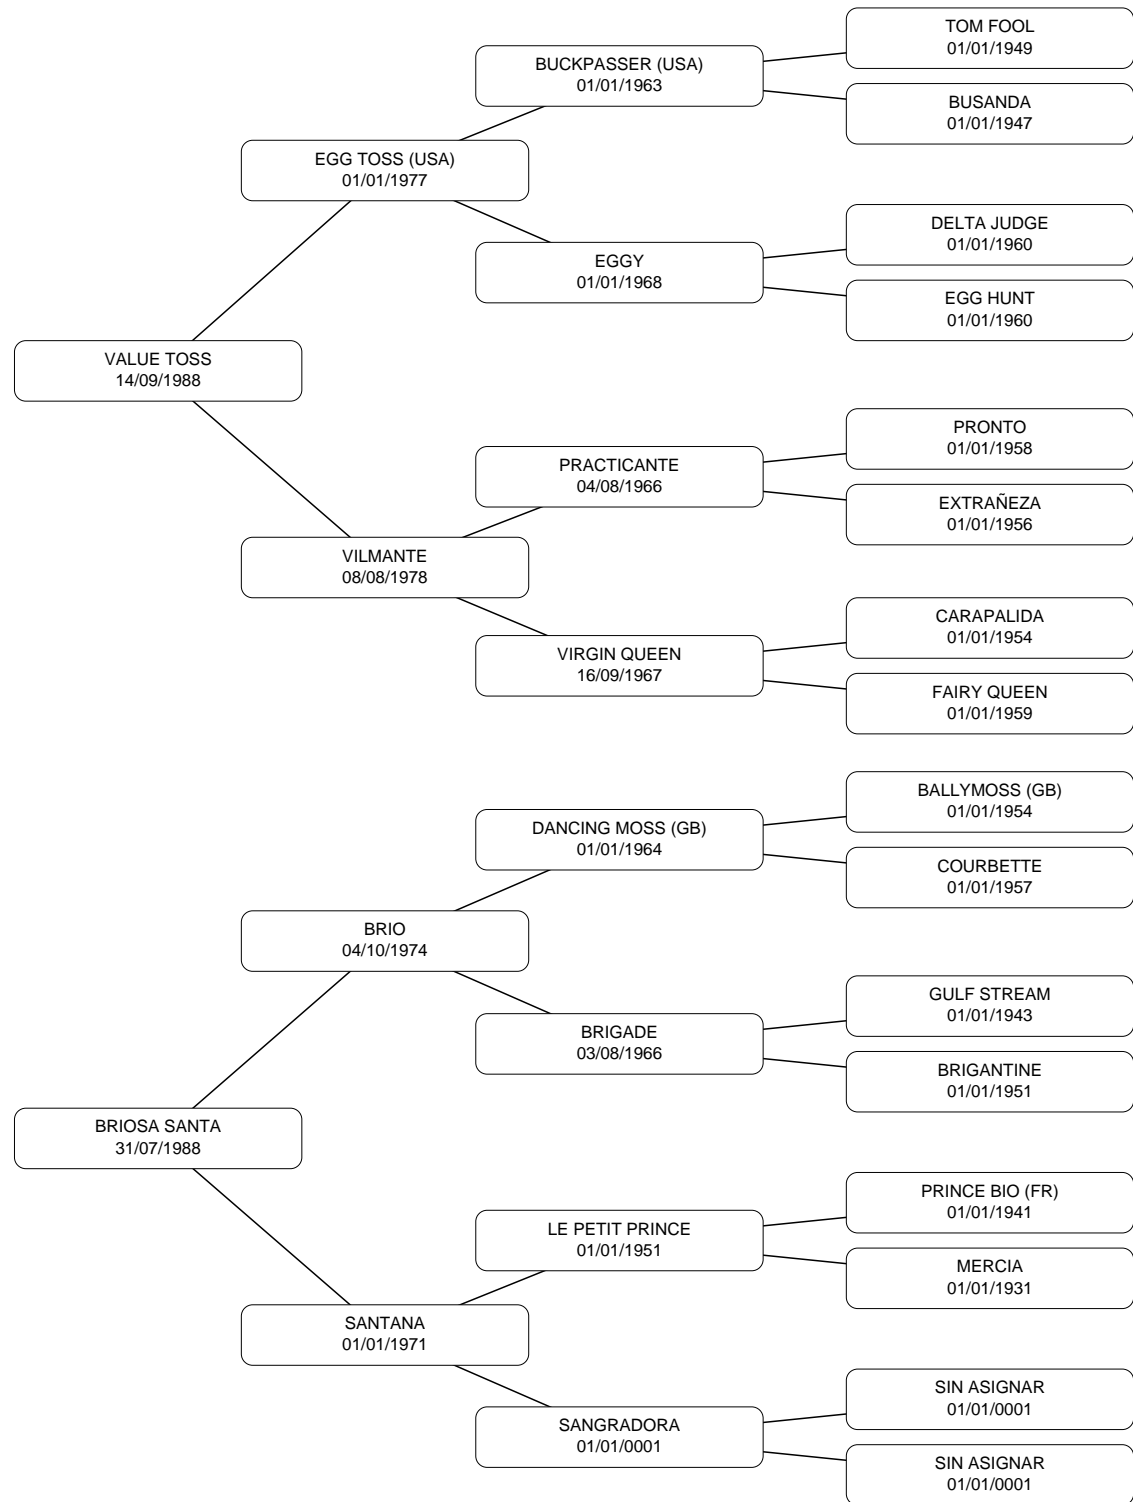 TOM FOOL
01/01/1949
BUCKPASSER (USA)
01/01/1963
BUSANDA
01/01/1947
EGG TOSS (USA)
01/01/1977
DELTA JUDGE
01/01/1960
EGGY
01/01/1968
EGG HUNT
01/01/1960
VALUE TOSS
14/09/1988
PRONTO
01/01/1958
PRACTICANTE
04/08/1966
EXTRAÑEZA
01/01/1956
VILMANTE
08/08/1978
CARAPALIDA
01/01/1954
VIRGIN QUEEN
16/09/1967
FAIRY QUEEN
01/01/1959
BALLYMOSS (GB)
01/01/1954
DANCING MOSS (GB)
01/01/1964
COURBETTE
01/01/1957
BRIO
04/10/1974
GULF STREAM
01/01/1943
BRIGADE
03/08/1966
BRIGANTINE
01/01/1951
BRIOSA SANTA
31/07/1988
PRINCE BIO (FR)
01/01/1941
LE PETIT PRINCE
01/01/1951
MERCIA
01/01/1931
SANTANA
01/01/1971
SIN ASIGNAR
01/01/0001
SANGRADORA
01/01/0001
SIN ASIGNAR
01/01/0001